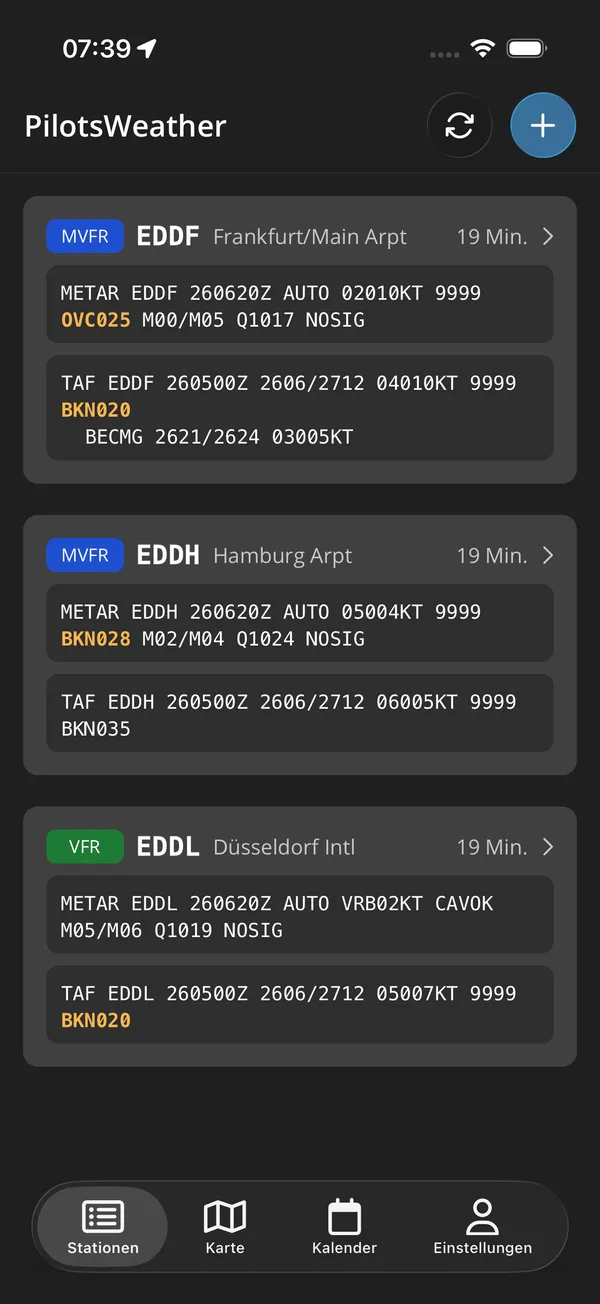 07:39
PilotsWeather
MVFR EDDF Frankfurt/Main Arpt 19 Min.
METAR EDDF 260620Z AUTO 02010KT 9999
OVC025 M00/M05 Q1017 NOSIG
TAF EDDF 260500Z 2606/2712 04010KT 9999
BKN020
BECMG 2621/2624 03005KT
MVFR EDDH Hamburg Arpt 19 Min.
METAR EDDH 260620Z AUTO 05004KT 9999
BKN028 M02/M04 Q1024 NOSIG
TAF EDDH 260500Z 2606/2712 06005KT 9999
BKN035
VFR EDDL Düsseldorf Intl 19 Min.
METAR EDDL 260620Z AUTO VRB02KT CAVOK
M05/M06 Q1019 NOSIG
TAF EDDL 260500Z 2606/2712 05007KT 9999
BKN020
Stationen Karte Kalender Einstellungen